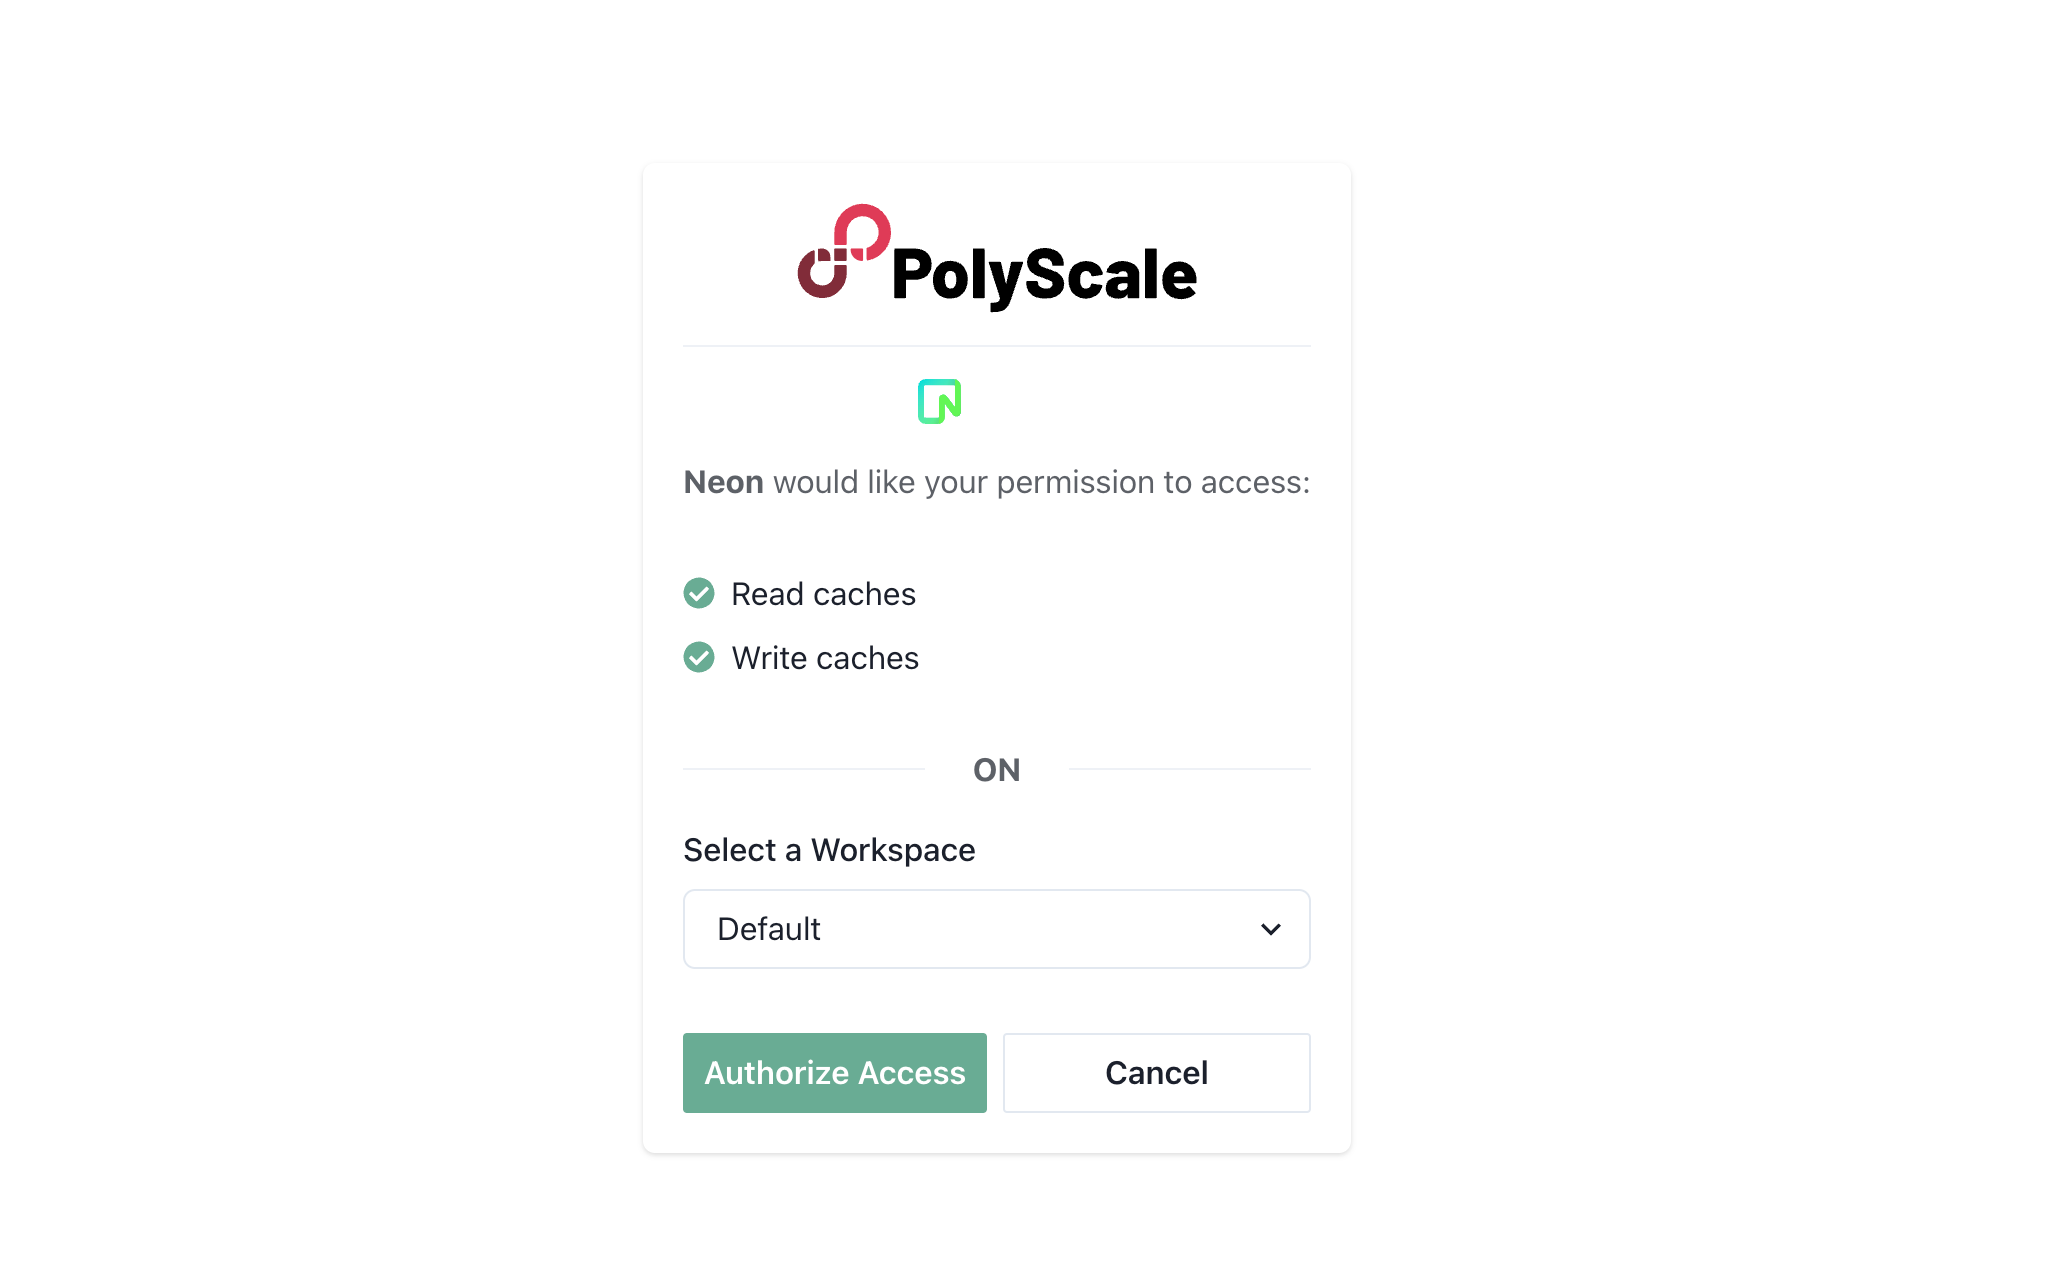 PolyScale
Neon would like your permission to access:
Read caches
Write caches
ON
Select a Workspace
Default
Authorize Access
Cancel